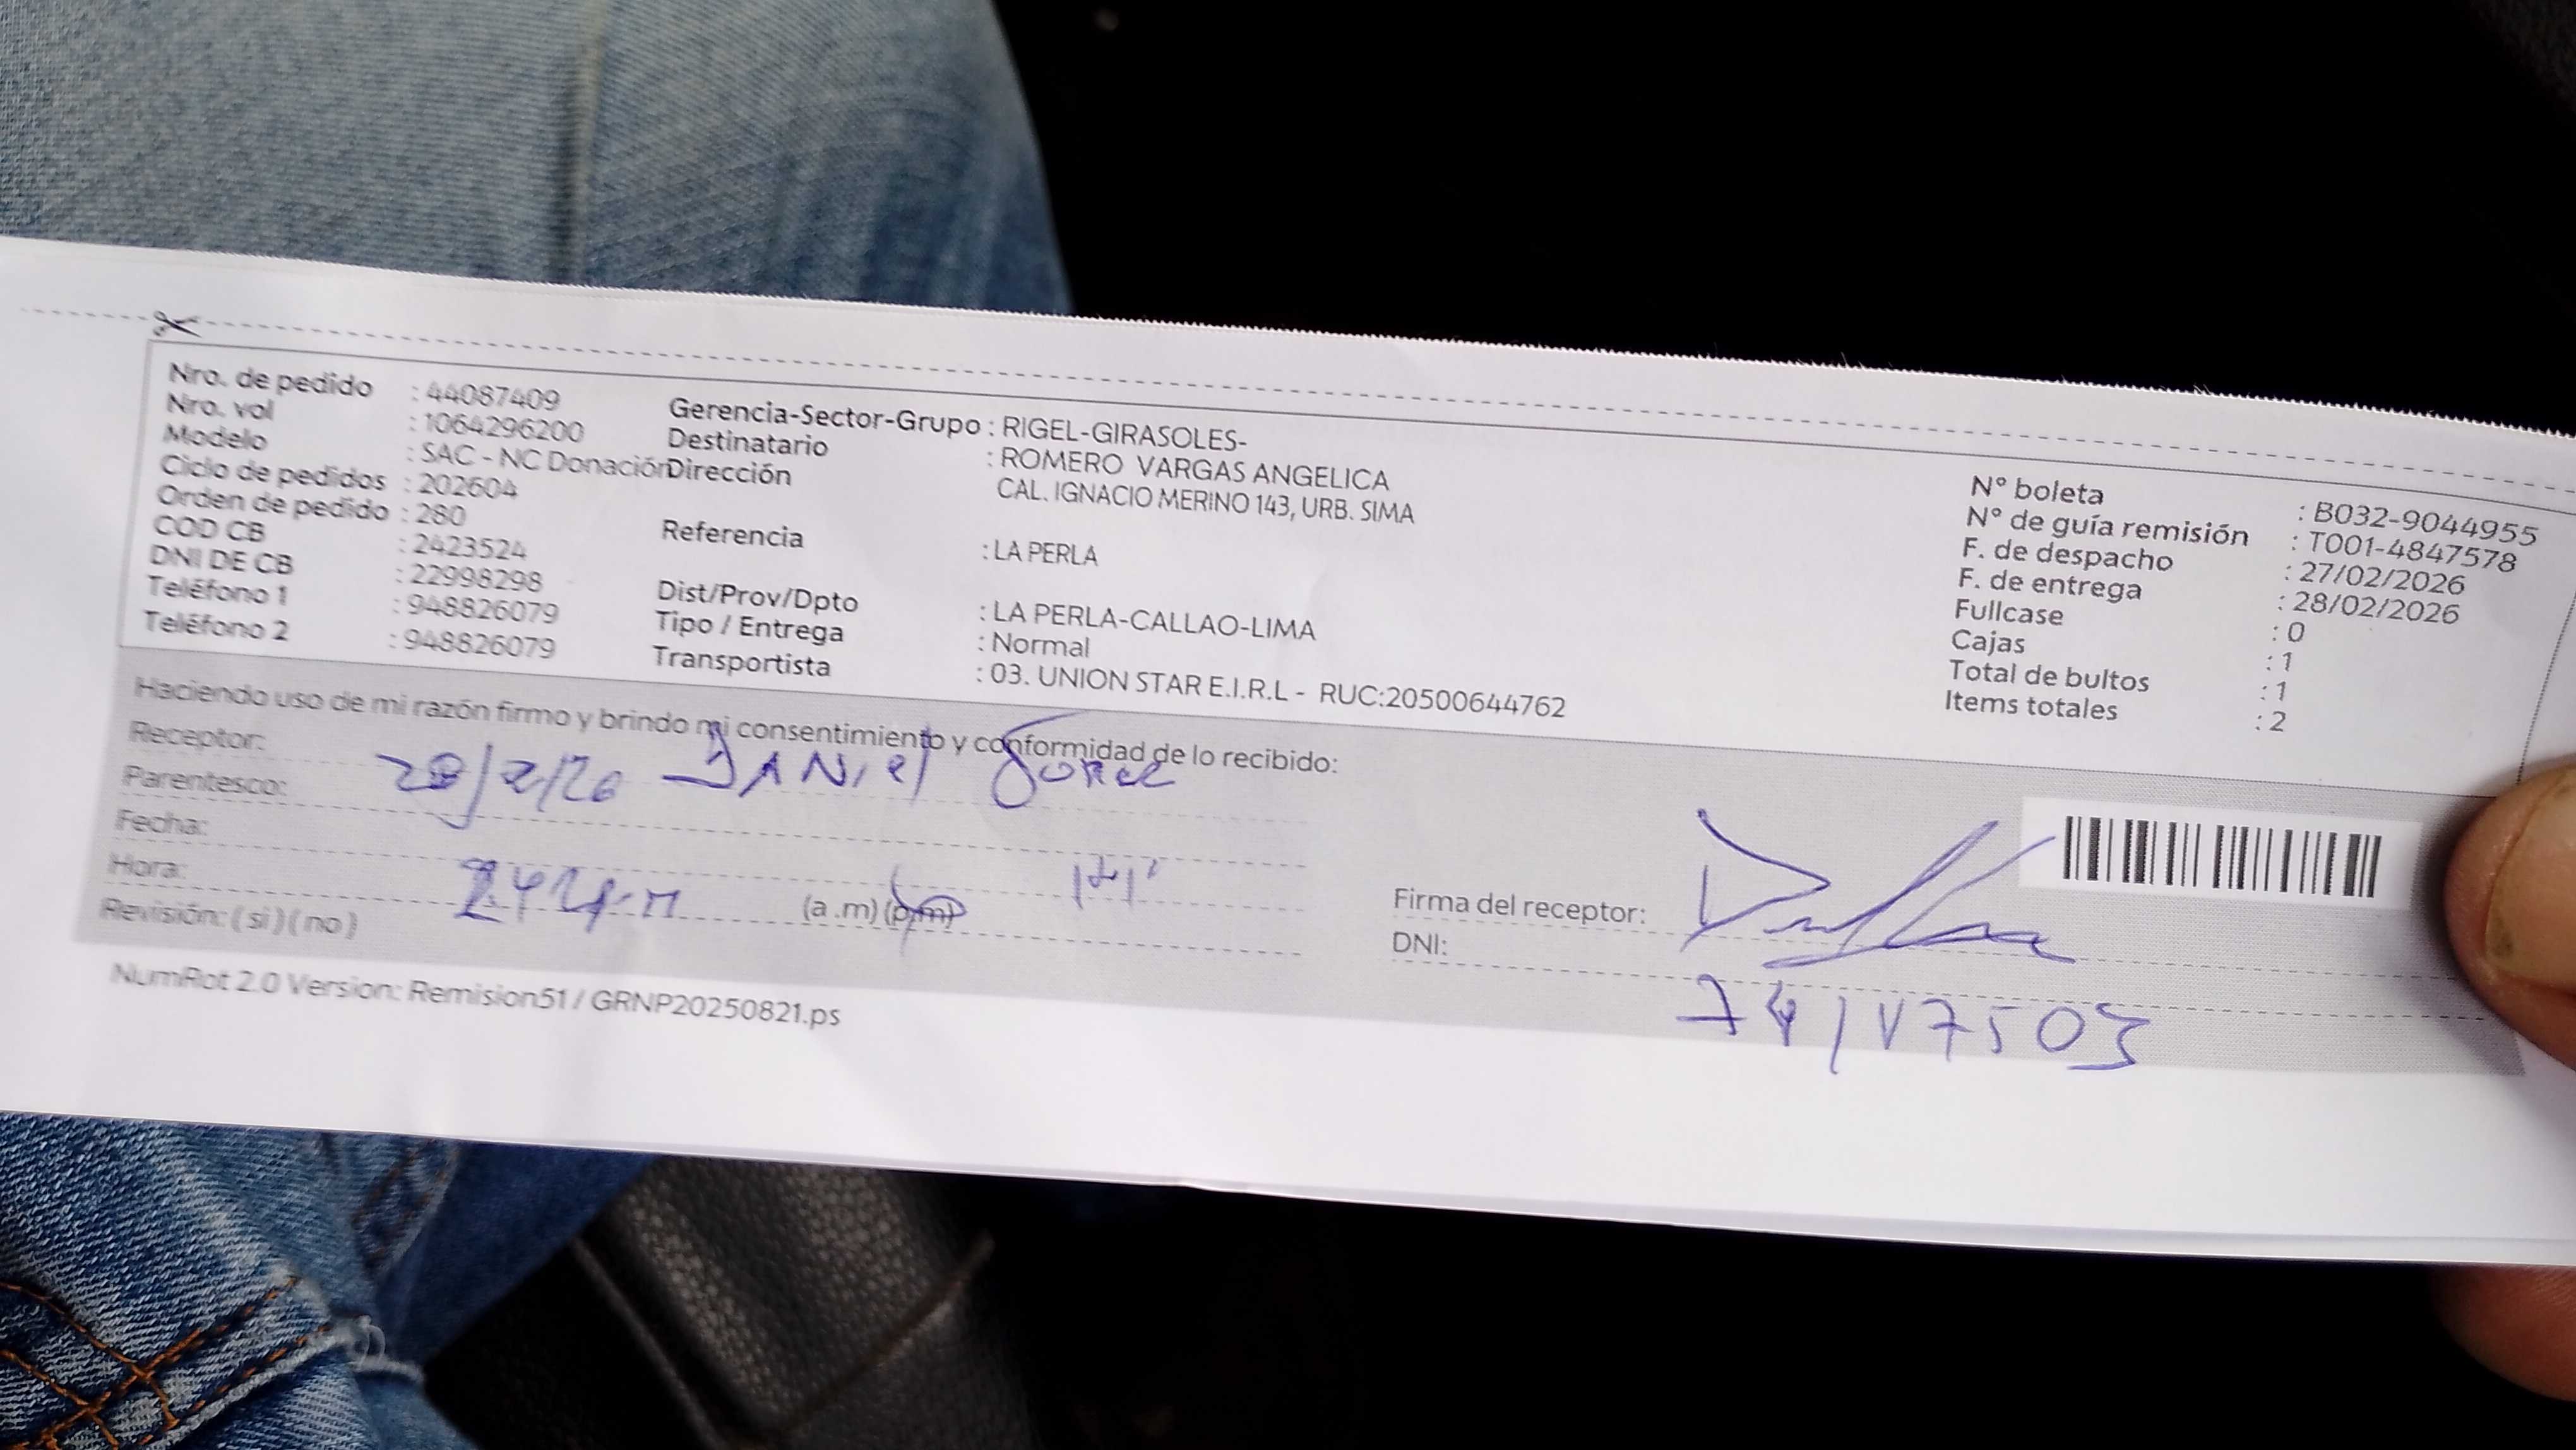 Nro. de pedido : 44087409
Nro. vol : 1064296200
Modelo : SAC - NC Donación
Ciclo de pedidos : 202604
Orden de pedido : 280
COD CB : 2423524
DNI DE CB : 22998298
Teléfono 1 : 948826079
Teléfono 2 : 948826079
Gerencia-Sector-Grupo : RIGEL-GIRASOLES-
Destinatario : ROMERO VARGAS ANGELICA
Dirección CAL. IGNACIO MERINO 143, URB. SIMA
Referencia : LA PERLA
Dist/Prov/Dpto : LA PERLA-CALLAO-LIMA
Tipo / Entrega : Normal
Transportista : 03. UNION STAR E.I.R.L - RUC:20500644762
N° boleta : B032-9044955
N° de guía remisión : T001-4847578
F. de despacho : 27/02/2026
F. de entrega : 28/02/2026
Fullcase : 0
Cajas : 1
Total de bultos : 1
Items totales : 2
Haciendo uso de mi razón firmo y brindo mi consentimiento y conformidad de lo recibido:
Receptor:
Parentesco: 28/2/26 DANiel
Fecha:
Hora: (a .m) (p.m)
Revisión: ( si ) ( no )
Firma del receptor:
DNI:
NumRot 2.0 Version: Remision51 / GRNP20250821.ps